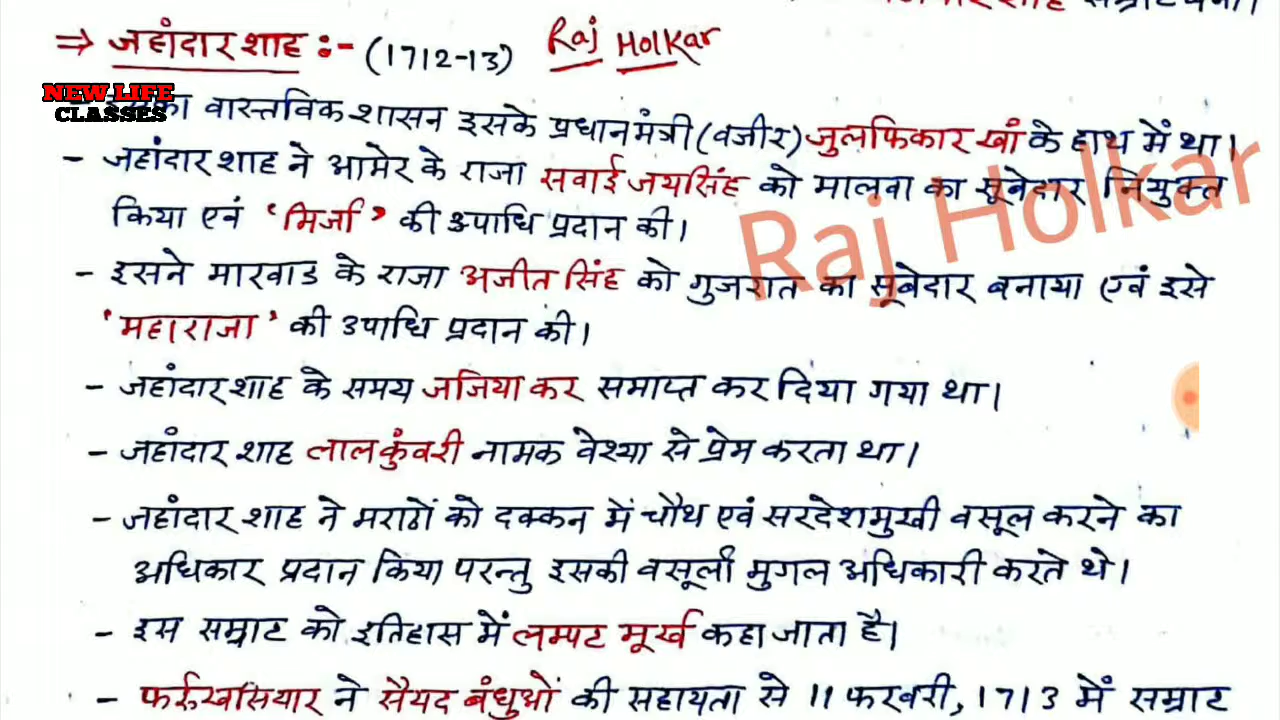 सम्राट बना।
⇒ जहांदार शाह :- (1712-13) Raj Holkar
NEW LIFE
CLASSES
का वास्तविक शासन इसके प्रधानमंत्री (वजीर) जुलफिकार खां के हाथ में था।
- जहांदार शाह ने आमेर के राजा सवाई जयसिंह को मालवा का सूबेदार नियुक्त
किया एवं 'मिर्जा' की उपाधि प्रदान की।
Raj Holkar
- इसने मारवाड के राजा अजीत सिंह को गुजरात का सूबेदार बनाया एवं इसे
'महाराजा' की उपाधि प्रदान की।
- जहांदार शाह के समय जजिया कर समाप्त कर दिया गया था।
- जहांदार शाह लालकुंवरी नामक वेश्या से प्रेम करता था।
- जहांदार शाह ने मराठों को दक्कन में चौथ एवं सरदेशमुखी वसूल करने का
अधिकार प्रदान किया परन्तु इसकी वसूली मुगल अधिकारी करते थे।
- इस सम्राट को इतिहास में लम्पट मूर्ख कहा जाता है।
- फर्रुखसियार ने सैयद बंधुओं की सहायता से 11 फरवरी, 1713 में सम्राट